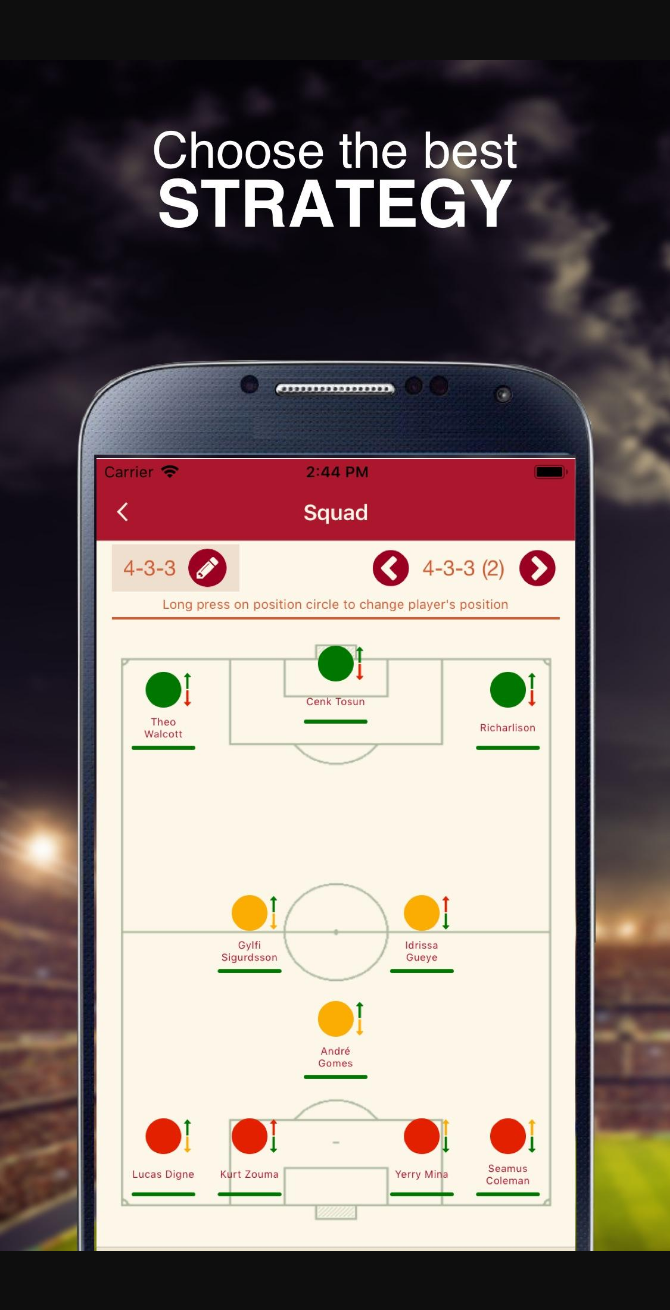 Choose the best
STRATEGY
Carrier 2:44 PM
Squad
4-3-3 4-3-3 (2)
Long press on position circle to change player's position
Cenk Tosun
Theo
Walcott
Richarlison
Gylfi
Sigurdsson
Idrissa
Gueye
André
Gomes
Lucas Digne
Kurt Zouma
Yerry Mina
Seamus
Coleman